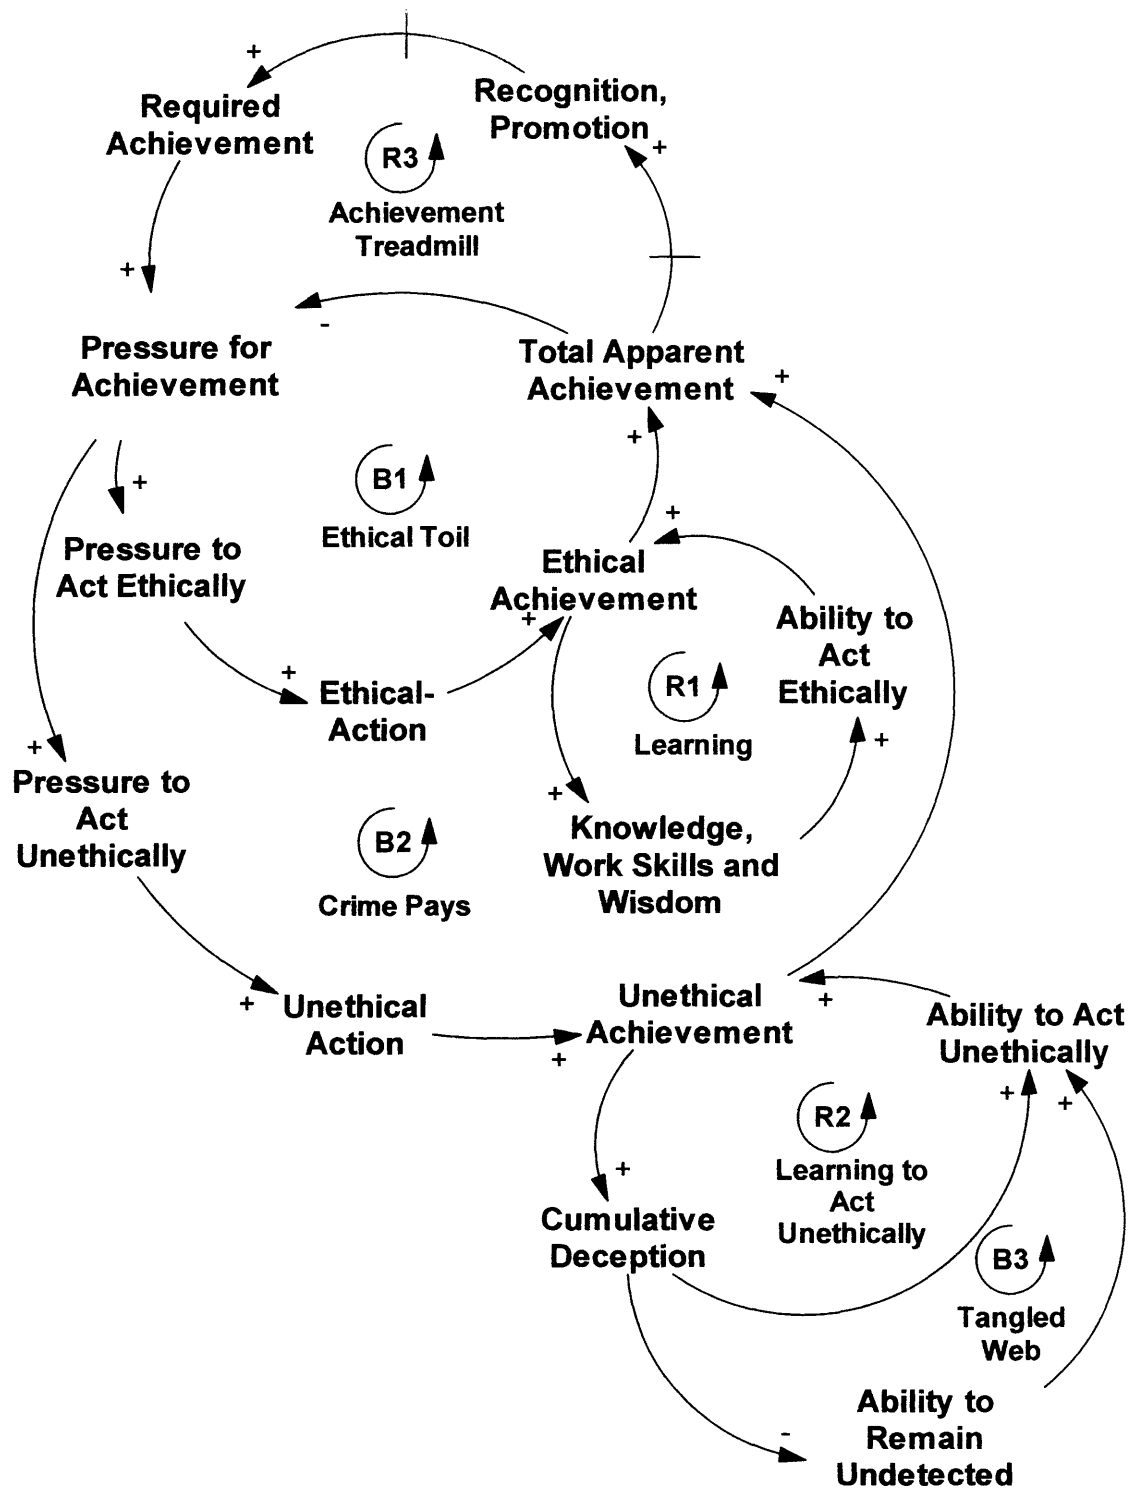 +
Required
Achievement
Recognition,
Promotion
+
R3
Achievement
Treadmill
+
-
Pressure for
Achievement
Total Apparent
Achievement
+
+
B1
Ethical Toil
+
+
Pressure to
Act Ethically
Ethical
Achievement
+
Ability to
Act
Ethically
+
Ethical-
Action
R1
Learning
+
+
Pressure to
Act
Unethically
+
Knowledge,
Work Skills and
Wisdom
B2
Crime Pays
+
Unethical
Action
+
Unethical
Achievement
+
Ability to Act
Unethically
+
+
R2
Learning to
Act
Unethically
+
Cumulative
Deception
B3
Tangled
Web
-
Ability to
Remain
Undetected